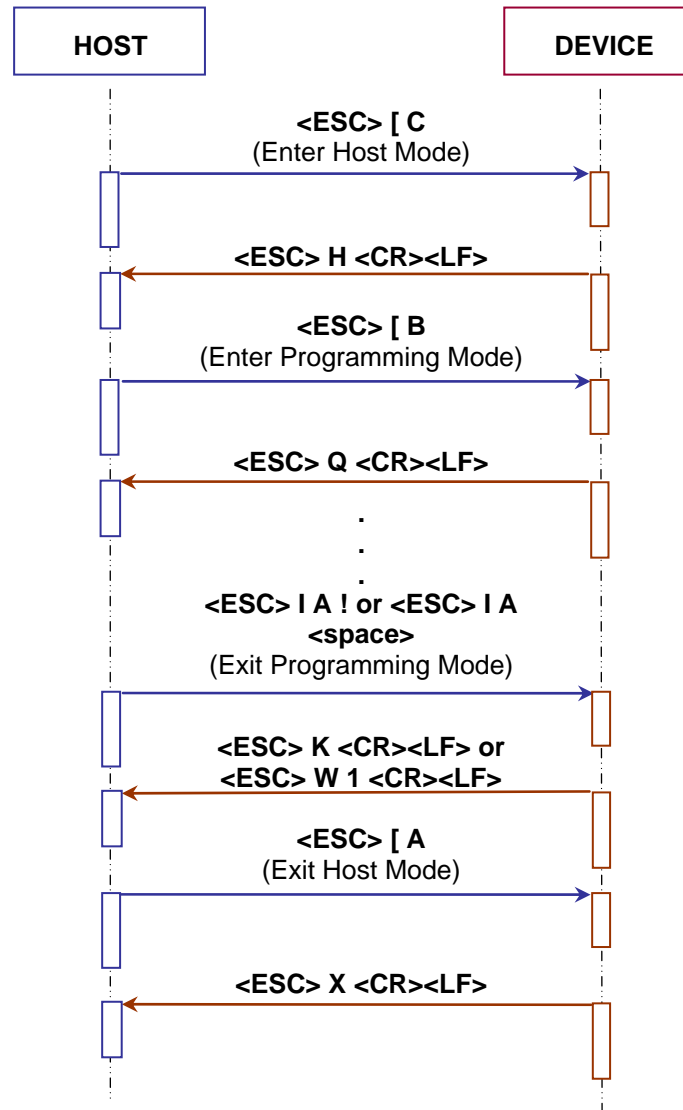 HOST
DEVICE
<ESC> [ C
(Enter Host Mode)
<ESC> H <CR><LF>
<ESC> [ B
(Enter Programming Mode)
<ESC> Q <CR><LF>
.
.
.
<ESC> I A ! or <ESC> I A
<space>
(Exit Programming Mode)
<ESC> K <CR><LF> or
<ESC> W 1 <CR><LF>
<ESC> [ A
(Exit Host Mode)
<ESC> X <CR><LF>